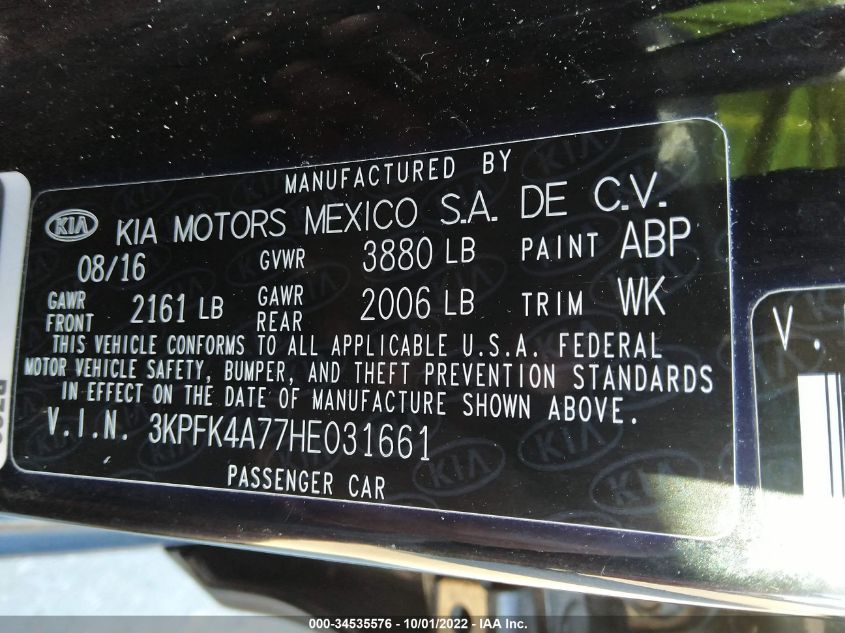 MANUFACTURED BY
KIA KIA MOTORS MEXICO S.A. DE C.V.
08/16 GVWR 3880 LB PAINT ABP
GAWR FRONT 2161 LB GAWR REAR 2006 LB TRIM WK
THIS VEHICLE CONFORMS TO ALL APPLICABLE U.S.A. FEDERAL
MOTOR VEHICLE SAFETY, BUMPER, AND THEFT PREVENTION STANDARDS
IN EFFECT ON THE DATE OF MANUFACTURE SHOWN ABOVE.
V.I.N. 3KPFK4A77HE031661
PASSENGER CAR
V.
000-34535576 - 10/01/2022 - IAA Inc.